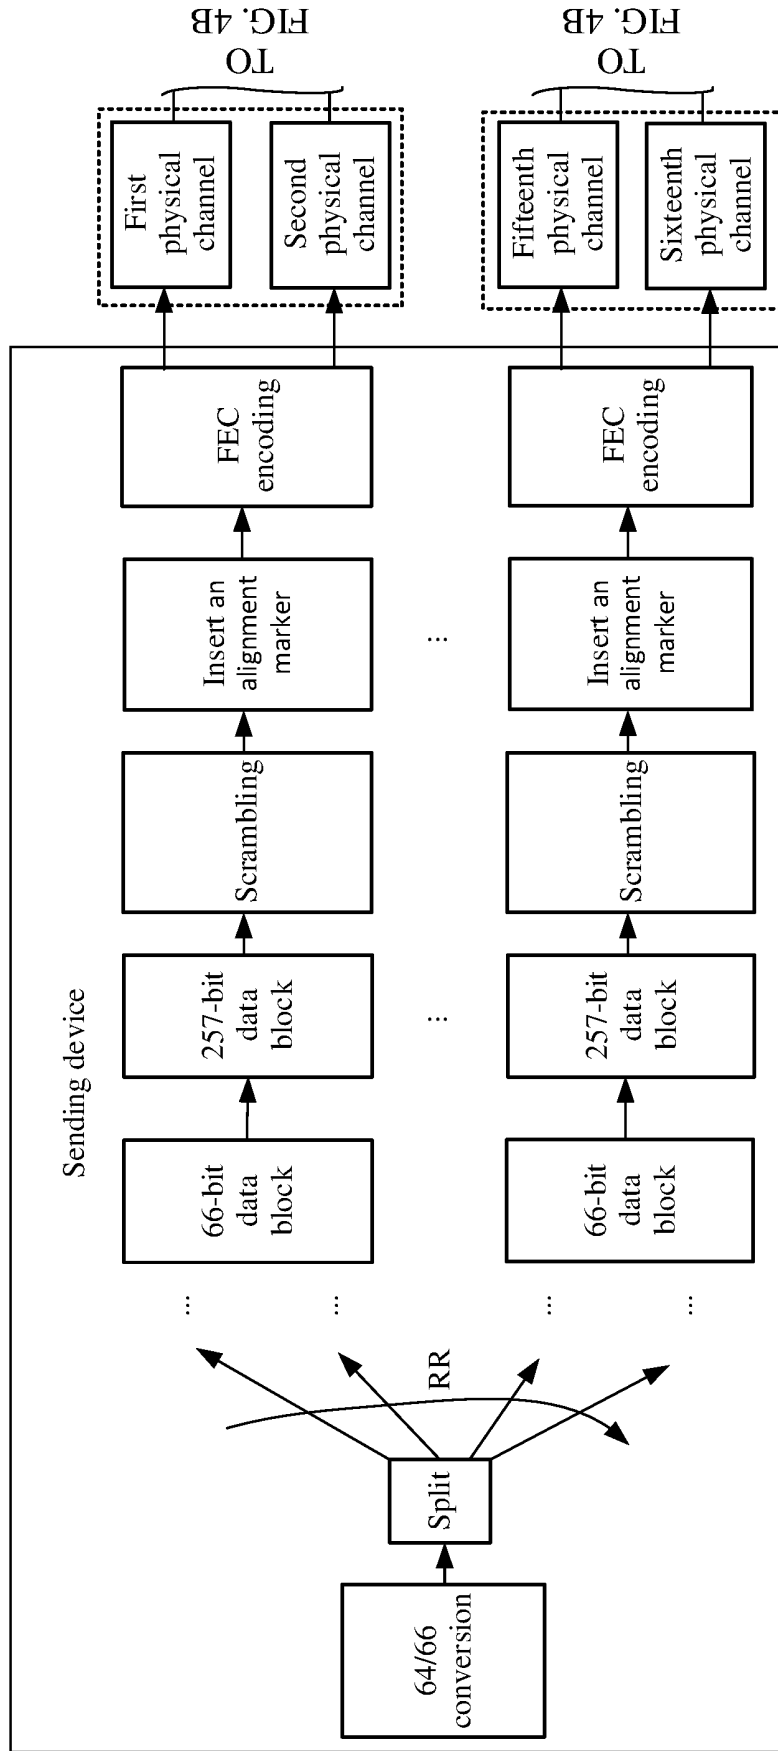 Sending device
64/66
conversion
Split
RR
...
...
...
...
66-bit
data
block
257-bit
data
block
Scrambling
Insert an
alignment
marker
FEC
encoding
First
physical
channel
Second
physical
channel
TO
FIG. 4B
...
...
66-bit
data
block
257-bit
data
block
Scrambling
Insert an
alignment
marker
FEC
encoding
Fifteenth
physical
channel
Sixteenth
physical
channel
TO
FIG. 4B